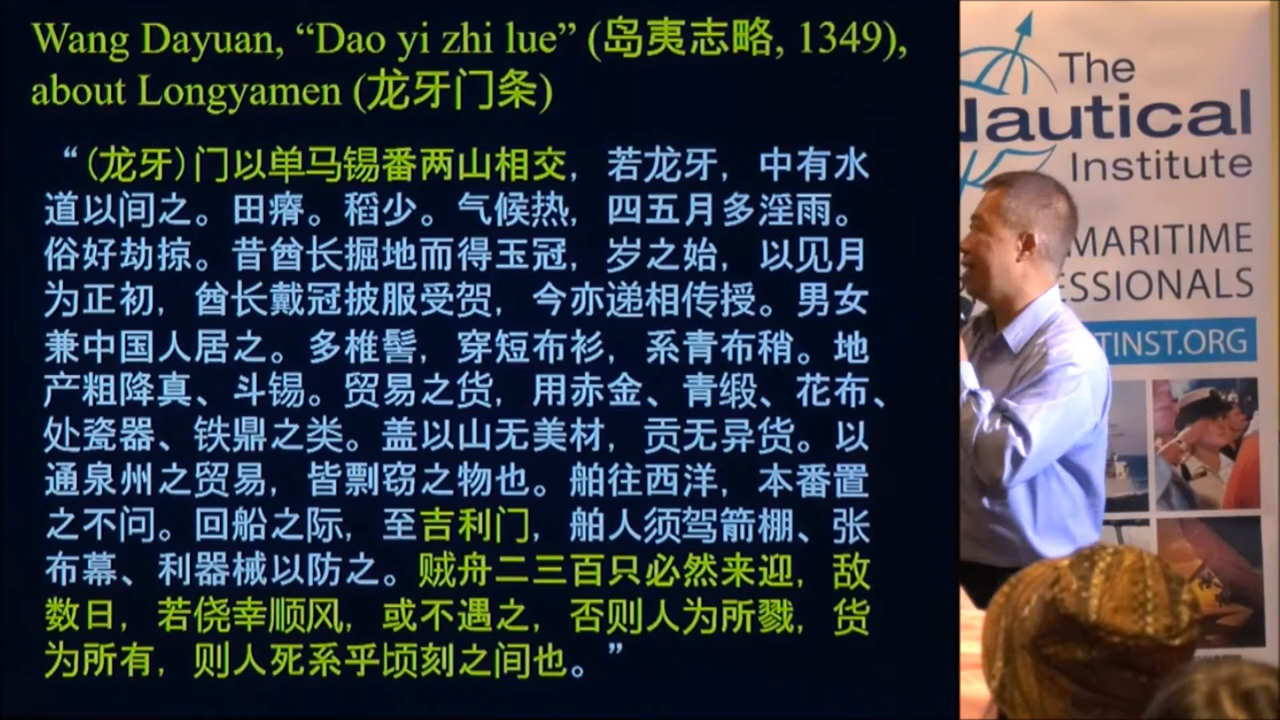 Wang Dayuan, “Dao yi zhi lue” (岛夷志略, 1349),
about Longyamen (龙牙门条)
“(龙牙)门以单马锡番两山相交，若龙牙，中有水
道以间之。田瘠。稻少。气候热，四五月多淫雨。
俗好劫掠。昔酋长掘地而得玉冠，岁之始，以见月
为正初，酋长戴冠披服受贺，今亦递相传授。男女
兼中国人居之。多椎髻，穿短布衫，系青布稍。地
产粗降真、斗锡。贸易之货，用赤金、青缎、花布、
处瓷器、铁鼎之类。盖以山无美材，贡无异货。以
通泉州之贸易，皆剽窃之物也。舶往西洋，本番置
之不问。回船之际，至吉利门，舶人须驾箭棚、张
布幕、利器械以防之。贼舟二三百只必然来迎，敌
数日，若侥幸顺风，或不遇之，否则人为所戮，货
为所有，则人死系乎顷刻之间也。”
The
Nautical
Institute
MARITIME
ESSIONALS
TINST.ORG